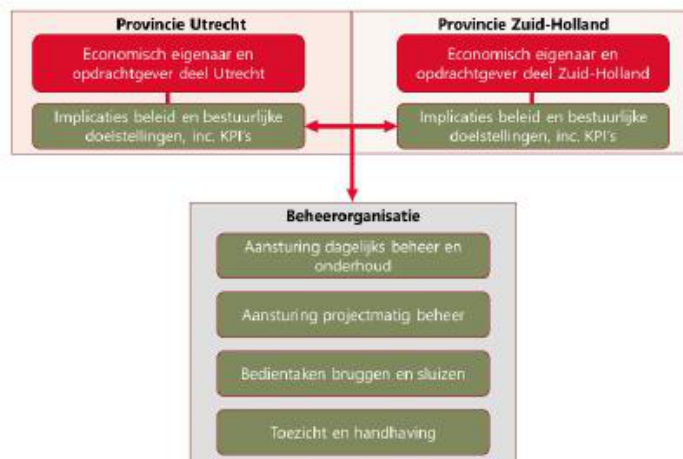 Provincie Utrecht
Economisch eigenaar en
opdrachtgever deel Utrecht
Implicaties beleid en bestuurlijke
doelstellingen, inc. KPI's
Provincie Zuid-Holland
Economisch eigenaar en
opdrachtgever deel Zuid-Holland
Implicaties beleid en bestuurlijke
doelstellingen, inc. KPI's
Beheerorganisatie
Aansturing dagelijks beheer en
onderhoud
Aansturing projectmatig beheer
Bedientaken bruggen en sluizen
Toezicht en handhaving